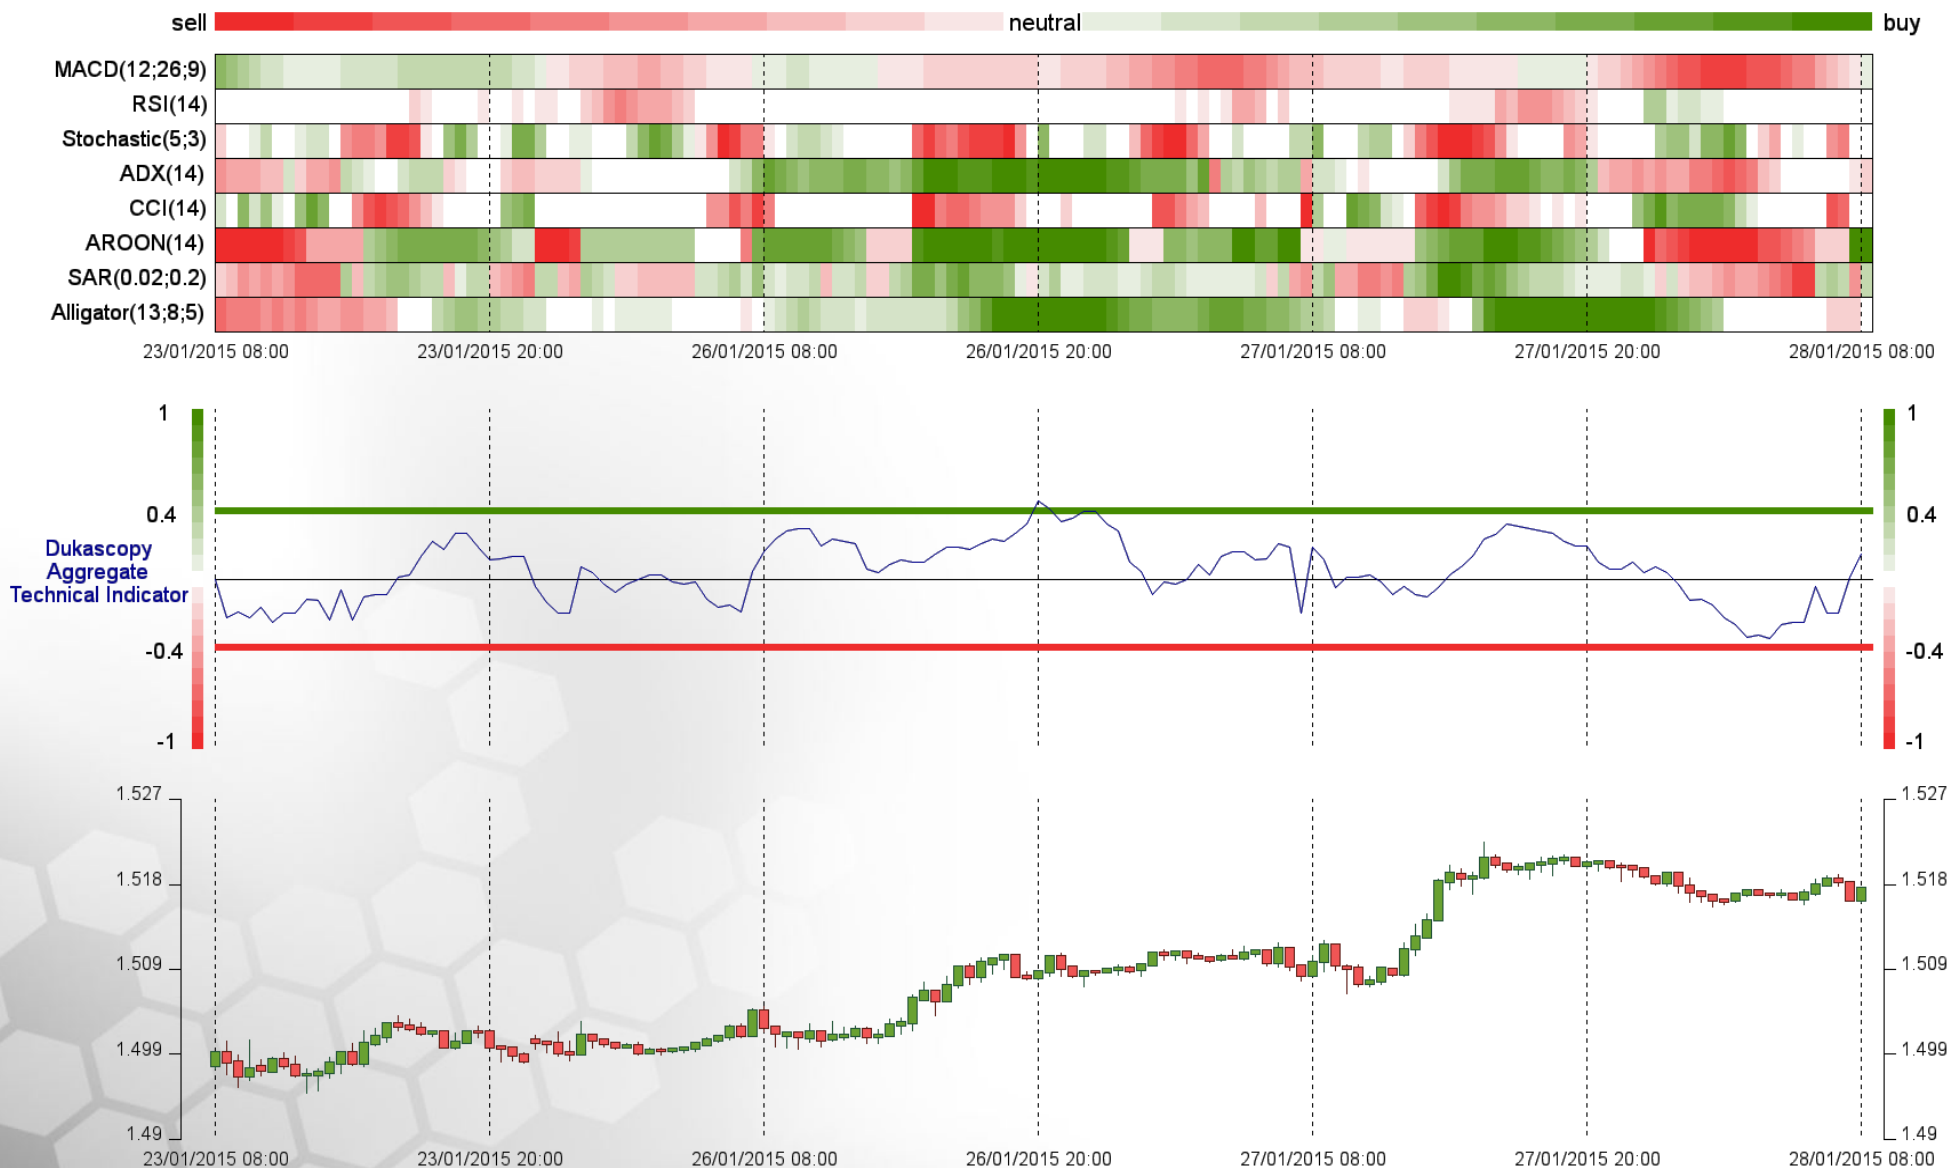 sell neutral buy
MACD(12;26;9)
RSI(14)
Stochastic(5;3)
ADX(14)
CCI(14)
AROON(14)
SAR(0.02;0.2)
Alligator(13;8;5)
23/01/2015 08:00 23/01/2015 20:00 26/01/2015 08:00 26/01/2015 20:00 27/01/2015 08:00 27/01/2015 20:00 28/01/2015 08:00
1 1
0.4 0.4
Dukascopy
Aggregate
Technical Indicator
-0.4 -0.4
-1 -1
1.527 1.527
1.518 1.518
1.509 1.509
1.499 1.499
1.49 1.49
23/01/2015 08:00 23/01/2015 20:00 26/01/2015 08:00 26/01/2015 20:00 27/01/2015 08:00 27/01/2015 20:00 28/01/2015 08:00